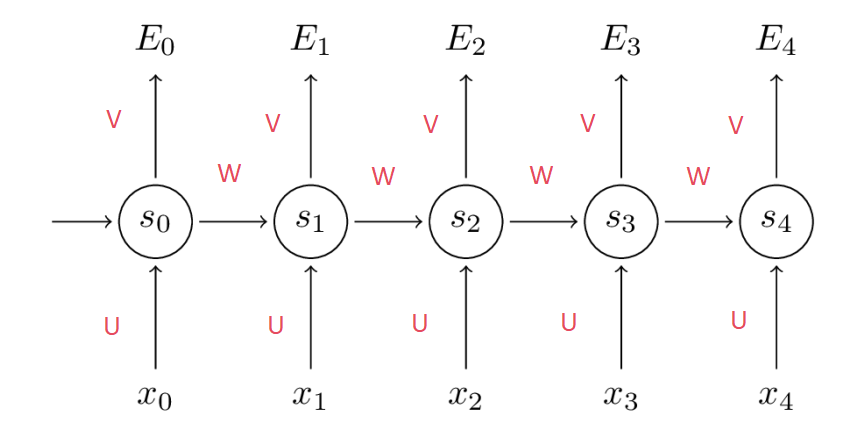 E₀ E₁ E₂ E₃ E₄
V V V V V
W W W W
s₀ s₁ s₂ s₃ s₄
U U U U U
x₀ x₁ x₂ x₃ x₄